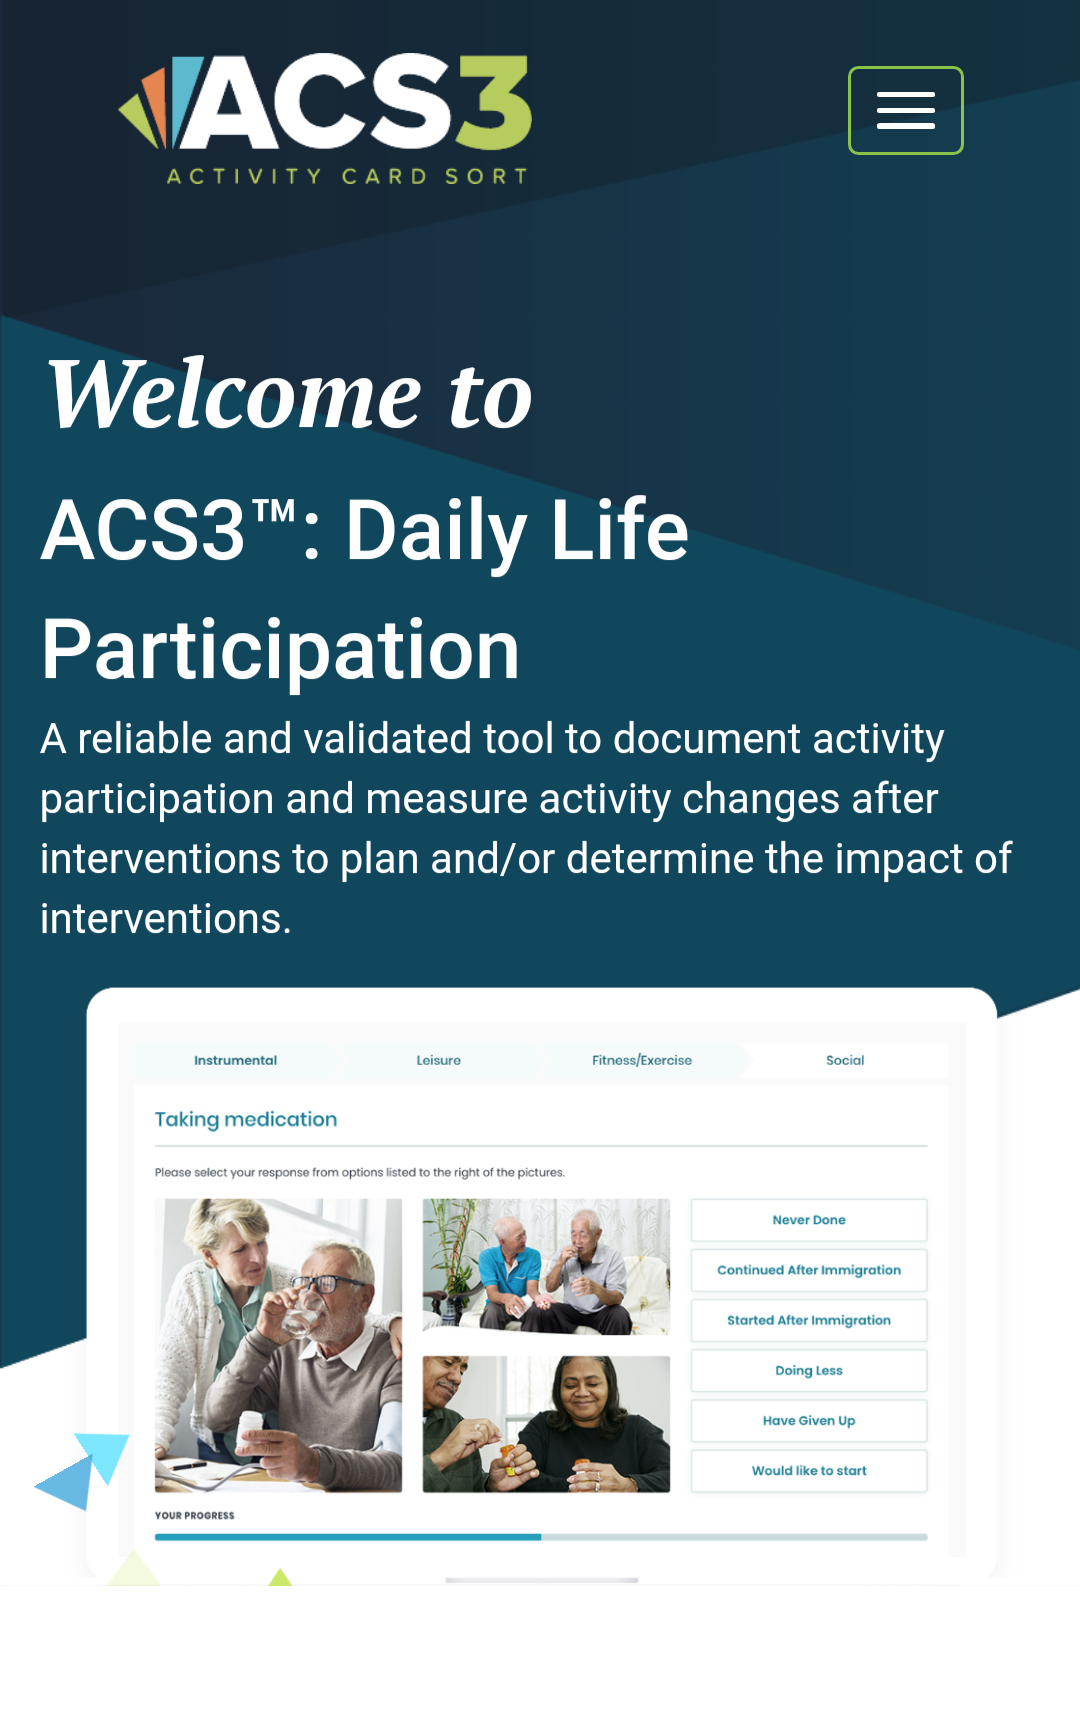 ACS3
ACTIVITY CARD SORT
Welcome to
ACS3™: Daily Life
Participation
A reliable and validated tool to document activity
participation and measure activity changes after
interventions to plan and/or determine the impact of
interventions.
Instrumental Leisure Fitness/Exercise Social
Taking medication
Please select your response from options listed to the right of the pictures.
Never Done
Continued After Immigration
Started After Immigration
Doing Less
Have Given Up
Would like to start
YOUR PROGRESS